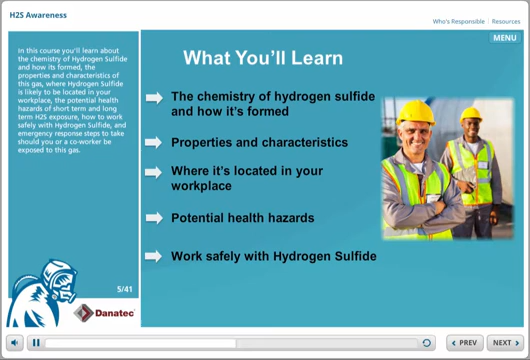 H2S Awareness
Who's Responsible | Resources
MENU
In this course you'll learn about
the chemistry of Hydrogen Sulfide
and how its formed, the
properties and characteristics of
this gas, where Hydrogen Sulfide
is likely to be located in your
workplace, the potential health
hazards of short term and long
term H2S exposure, how to work
safely with Hydrogen Sulfide, and
emergency response steps to take
should you or a co-worker be
exposed to this gas.
5/41
Danatec
What You'll Learn
The chemistry of hydrogen sulfide
and how it's formed
Properties and characteristics
Where it's located in your
workplace
Potential health hazards
Work safely with Hydrogen Sulfide
PREV
NEXT